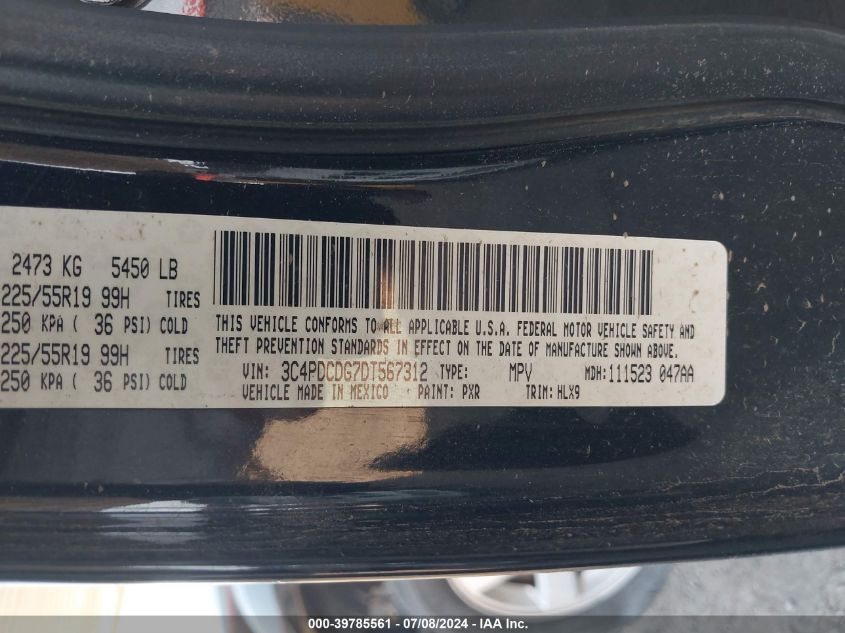 2473 KG 5450 LB
225/55R19 99H TIRES
250 KPA ( 36 PSI) COLD
225/55R19 99H TIRES
250 KPA ( 36 PSI) COLD
THIS VEHICLE CONFORMS TO ALL APPLICABLE U.S.A. FEDERAL MOTOR VEHICLE SAFETY AND
THEFT PREVENTION STANDARDS IN EFFECT ON THE DATE OF MANUFACTURE SHOWN ABOVE.
VIN: 3C4PDCDG7DT567312 TYPE: MPV MDH: 111523 047AA
VEHICLE MADE IN MEXICO PAINT: PXR TRIM: HLX9
000-39785561 / 07/08/2024 - IAA Inc.